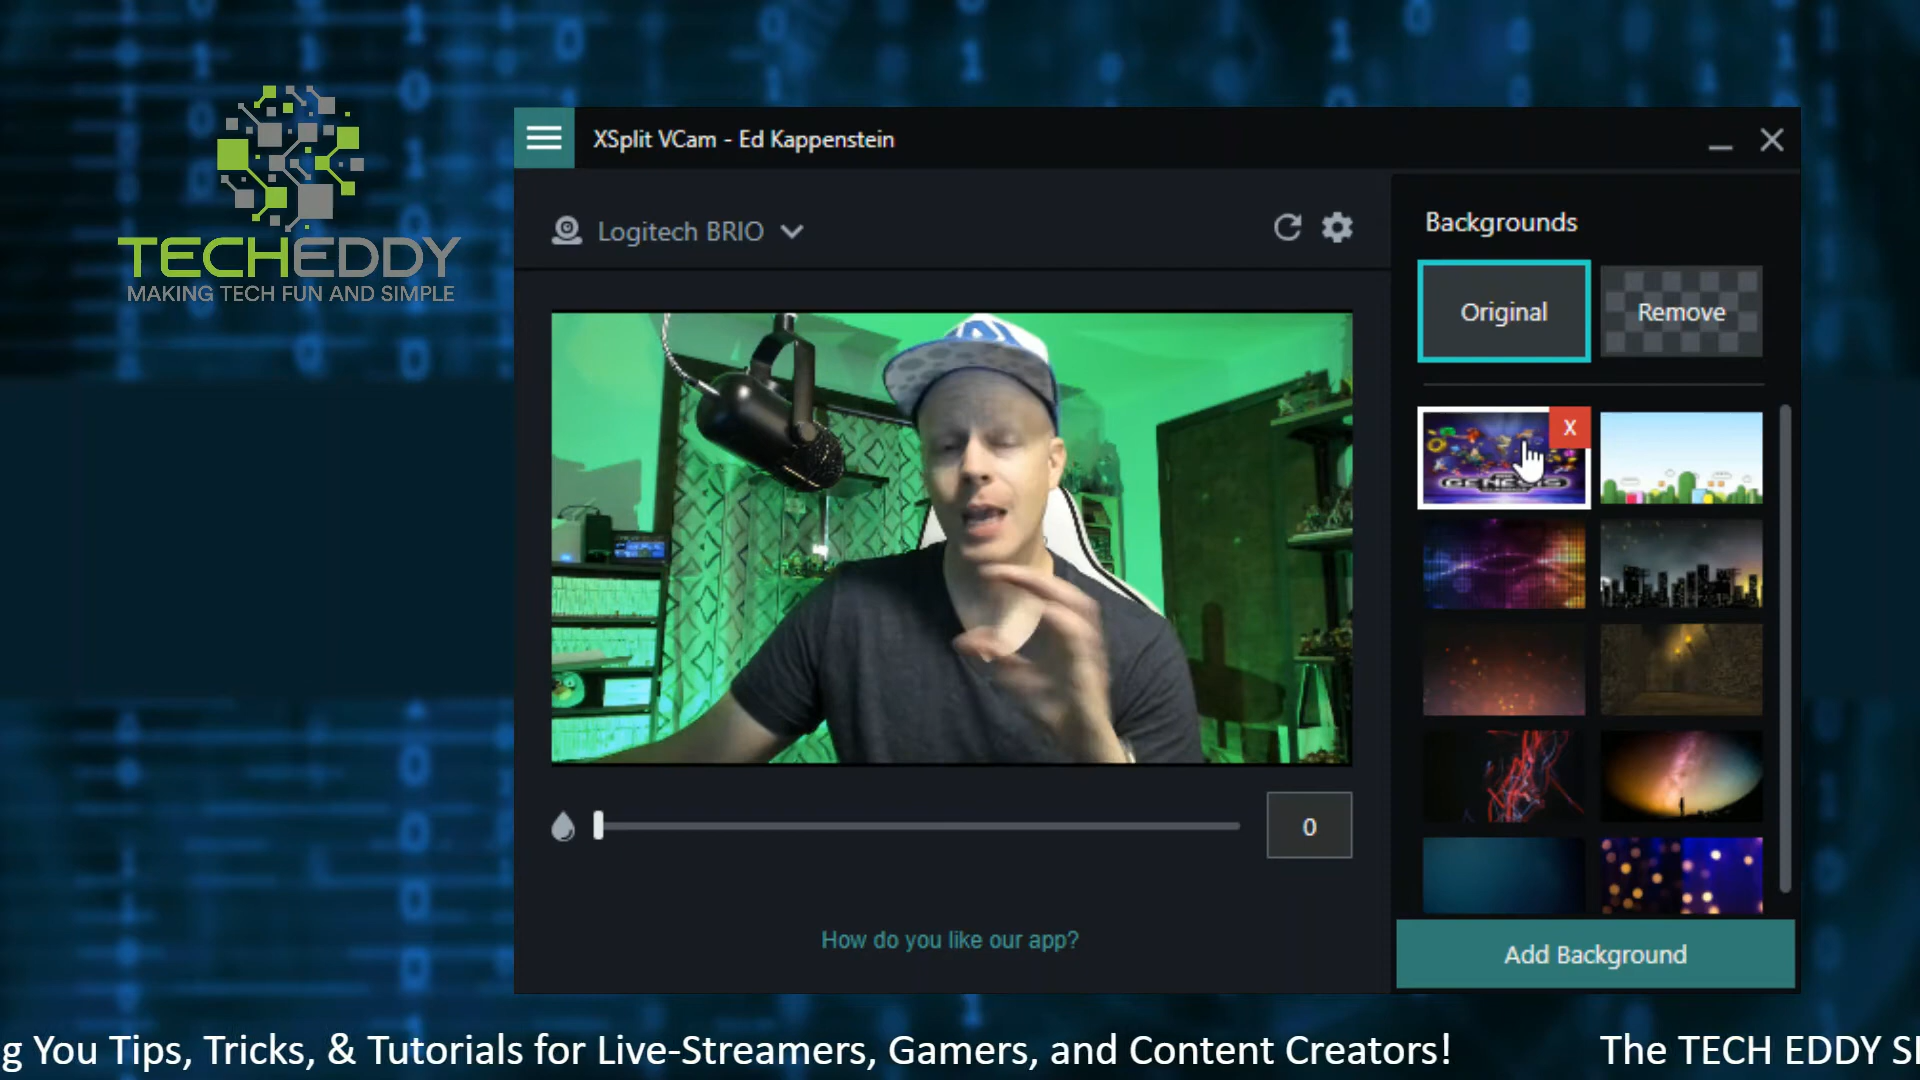 TECHEDDY
MAKING TECH FUN AND SIMPLE
XSplit VCam - Ed Kappenstein
Logitech BRIO
Backgrounds
Original
Remove
X
GENESIS
0
How do you like our app?
Add Background
g You Tips, Tricks, & Tutorials for Live-Streamers, Gamers, and Content Creators!
The TECH EDDY